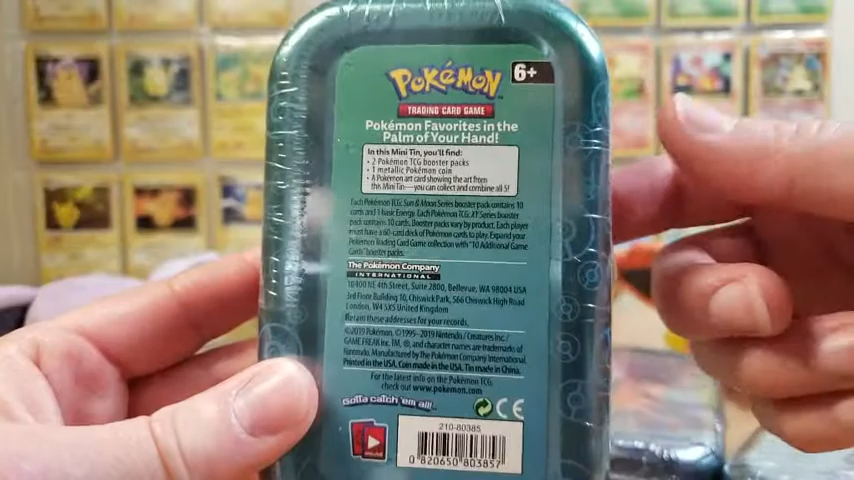 POKéMON
6+
TRADING CARD GAME
Pokémon Favorites in the
Palm of Your Hand!
In this Mini Tin, you'll find:
• 2 Pokémon TCG booster packs
• 1 metallic Pokémon coin
• A Pokémon art card showing the art from
this Mini Tin—you can collect and combine all 5!
Each Pokémon TCG: Sun & Moon Series booster pack contains 10
cards and 1 basic Energy. Each Pokémon TCG: XY Series booster
pack contains 10 cards. Booster packs vary by product. Each player
must have a 60-card deck of Pokémon cards to play. Expand your
Pokémon Trading Card Game collection with "10 Additional Game
Cards" booster packs.
The Pokémon Company
INTERNATIONAL
10400 NE 4th Street, Suite 2800, Bellevue, WA 98004 USA
3rd Floor Building 10, Chiswick Park, 566 Chiswick High Road
London, W4 5XS United Kingdom
Retain these addresses for your records.
©2019 Pokémon. ©1995–2019 Nintendo / Creatures Inc. /
GAME FREAK inc. TM, ®, and character names are trademarks of
Nintendo. Manufactured by The Pokémon Company International.
Printed in the USA. Coin made in the USA. Tin made in China.
For the latest info on the Pokémon TCG,
check out www.pokemon.com
Gotta catch 'em all!
CE
210-80385
0 820650 803857